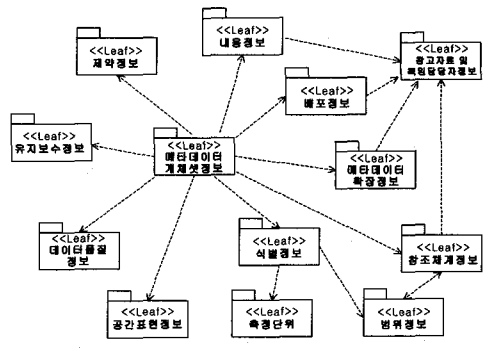 <<Leaf>>
제약정보
<<Leaf>>
내용정보
<<Leaf>>
참고자료 및
책임담당자정보
<<Leaf>>
배포정보
<<Leaf>>
유지보수정보
<<Leaf>>
메타데이터
개체셋정보
<<Leaf>>
메타데이터
확장정보
<<Leaf>>
데이터품질
정보
<<Leaf>>
식별정보
<<Leaf>>
참조체계정보
<<Leaf>>
공간표현정보
<<Leaf>>
측정단위
<<Leaf>>
범위정보